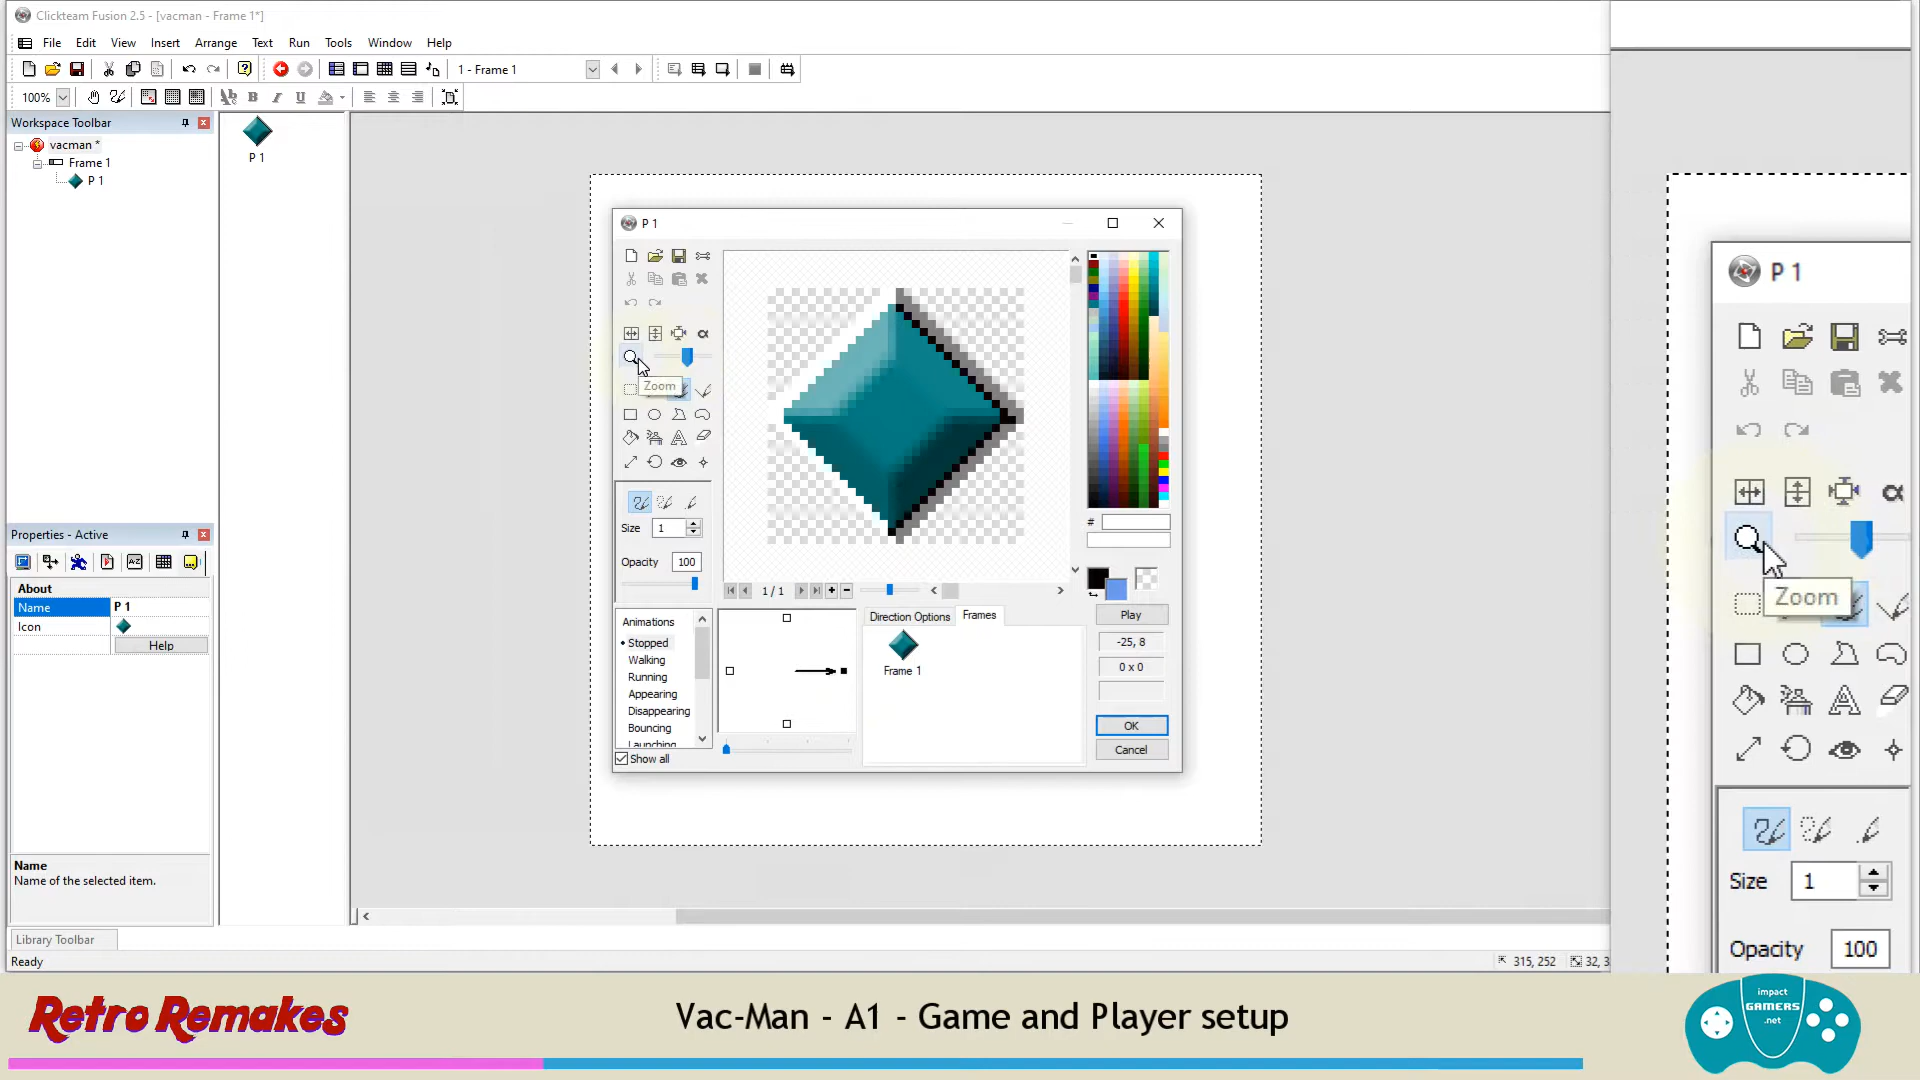 Clickteam Fusion 2.5 - [vacman - Frame 1*]
File Edit View Insert Arrange Text Run Tools Window Help
1 - Frame 1
100%
Workspace Toolbar
vacman *
Frame 1
P 1
P 1
P 1
Zoom
Size 1
Opacity 100
1 / 1
#
Animations
Stopped
Walking
Running
Appearing
Disappearing
Bouncing
Launching
Show all
Direction Options Frames
Frame 1
Play
-25, 8
0 x 0
OK
Cancel
Properties - Active
About
Name P 1
Icon
Help
Name
Name of the selected item.
Library Toolbar
Ready
315, 252
32, 3
P 1
Zoom
Size 1
Opacity 100
Retro Remakes
Vac-Man - A1 - Game and Player setup
impact
GAMERS
.net